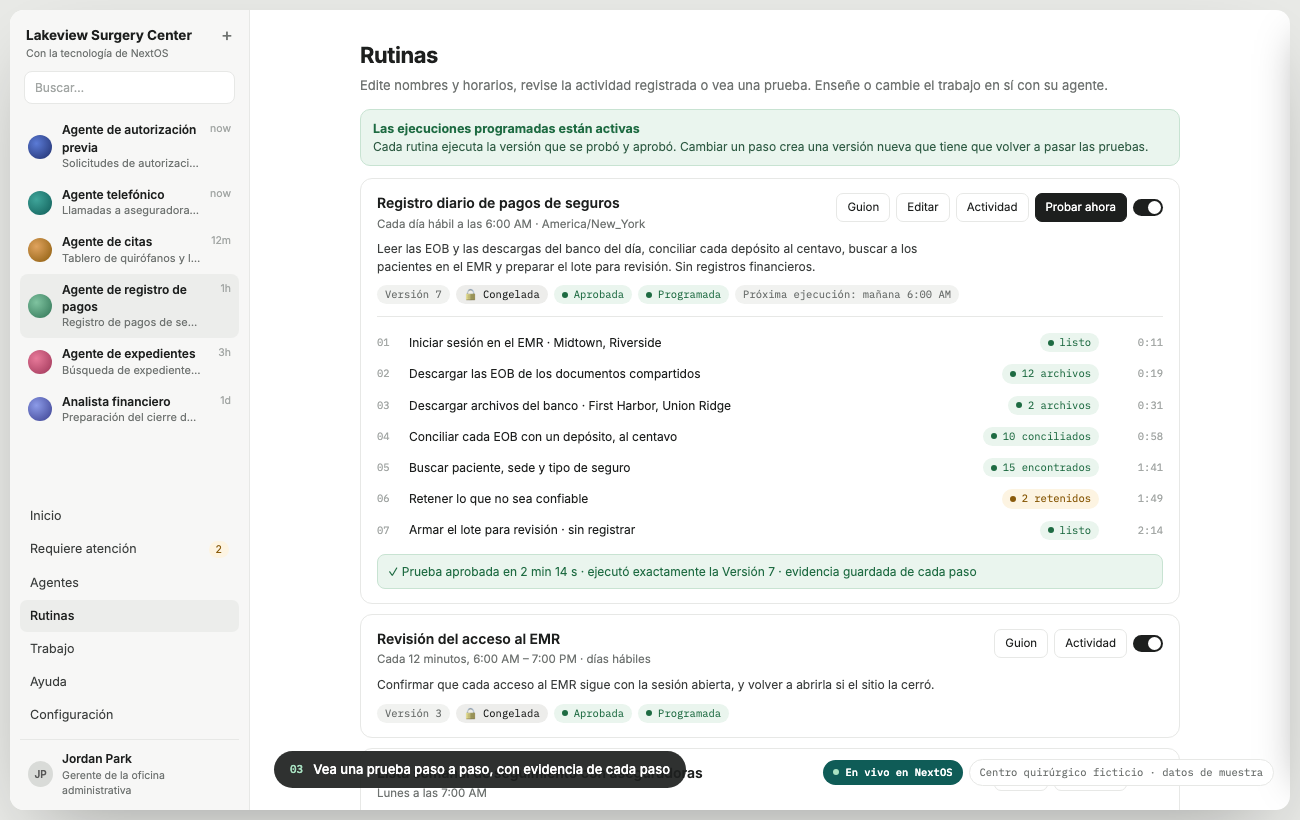 Lakeview Surgery Center
+
Con la tecnología de NextOS
Buscar...
Agente de autorización previa
now
Solicitudes de autorizaci...
Agente telefónico
now
Llamadas a aseguradora...
Agente de citas
12m
Tablero de quirófanos y l...
Agente de registro de pagos
1h
Registro de pagos de se...
Agente de expedientes
3h
Búsqueda de expediente...
Analista financiero
1d
Preparación del cierre d...
Inicio
Requiere atención
2
Agentes
Rutinas
Trabajo
Ayuda
Configuración
JP
Jordan Park
Gerente de la oficina administrativa
Rutinas
Edite nombres y horarios, revise la actividad registrada o vea una prueba. Enseñe o cambie el trabajo en sí con su agente.
Las ejecuciones programadas están activas
Cada rutina ejecuta la versión que se probó y aprobó. Cambiar un paso crea una versión nueva que tiene que volver a pasar las pruebas.
Registro diario de pagos de seguros
Guion
Editar
Actividad
Probar ahora
Cada día hábil a las 6:00 AM · America/New_York
Leer las EOB y las descargas del banco del día, conciliar cada depósito al centavo, buscar a los
pacientes en el EMR y preparar el lote para revisión. Sin registros financieros.
Versión 7
Congelada
Aprobada
Programada
Próxima ejecución: mañana 6:00 AM
01 Iniciar sesión en el EMR · Midtown, Riverside listo 0:11
02 Descargar las EOB de los documentos compartidos 12 archivos 0:19
03 Descargar archivos del banco · First Harbor, Union Ridge 2 archivos 0:31
04 Conciliar cada EOB con un depósito, al centavo 10 conciliados 0:58
05 Buscar paciente, sede y tipo de seguro 15 encontrados 1:41
06 Retener lo que no sea confiable 2 retenidos 1:49
07 Armar el lote para revisión · sin registrar listo 2:14
✓ Prueba aprobada en 2 min 14 s · ejecutó exactamente la Versión 7 · evidencia guardada de cada paso
Revisión del acceso al EMR
Guion
Actividad
Cada 12 minutos, 6:00 AM – 7:00 PM · días hábiles
Confirmar que cada acceso al EMR sigue con la sesión abierta, y volver a abrirla si el sitio la cerró.
Versión 3
Congelada
Aprobada
Programada
03 Vea una prueba paso a paso, con evidencia de cada paso
En vivo en NextOS
Centro quirúrgico ficticio · datos de muestra
Lunes a las 7:00 AM